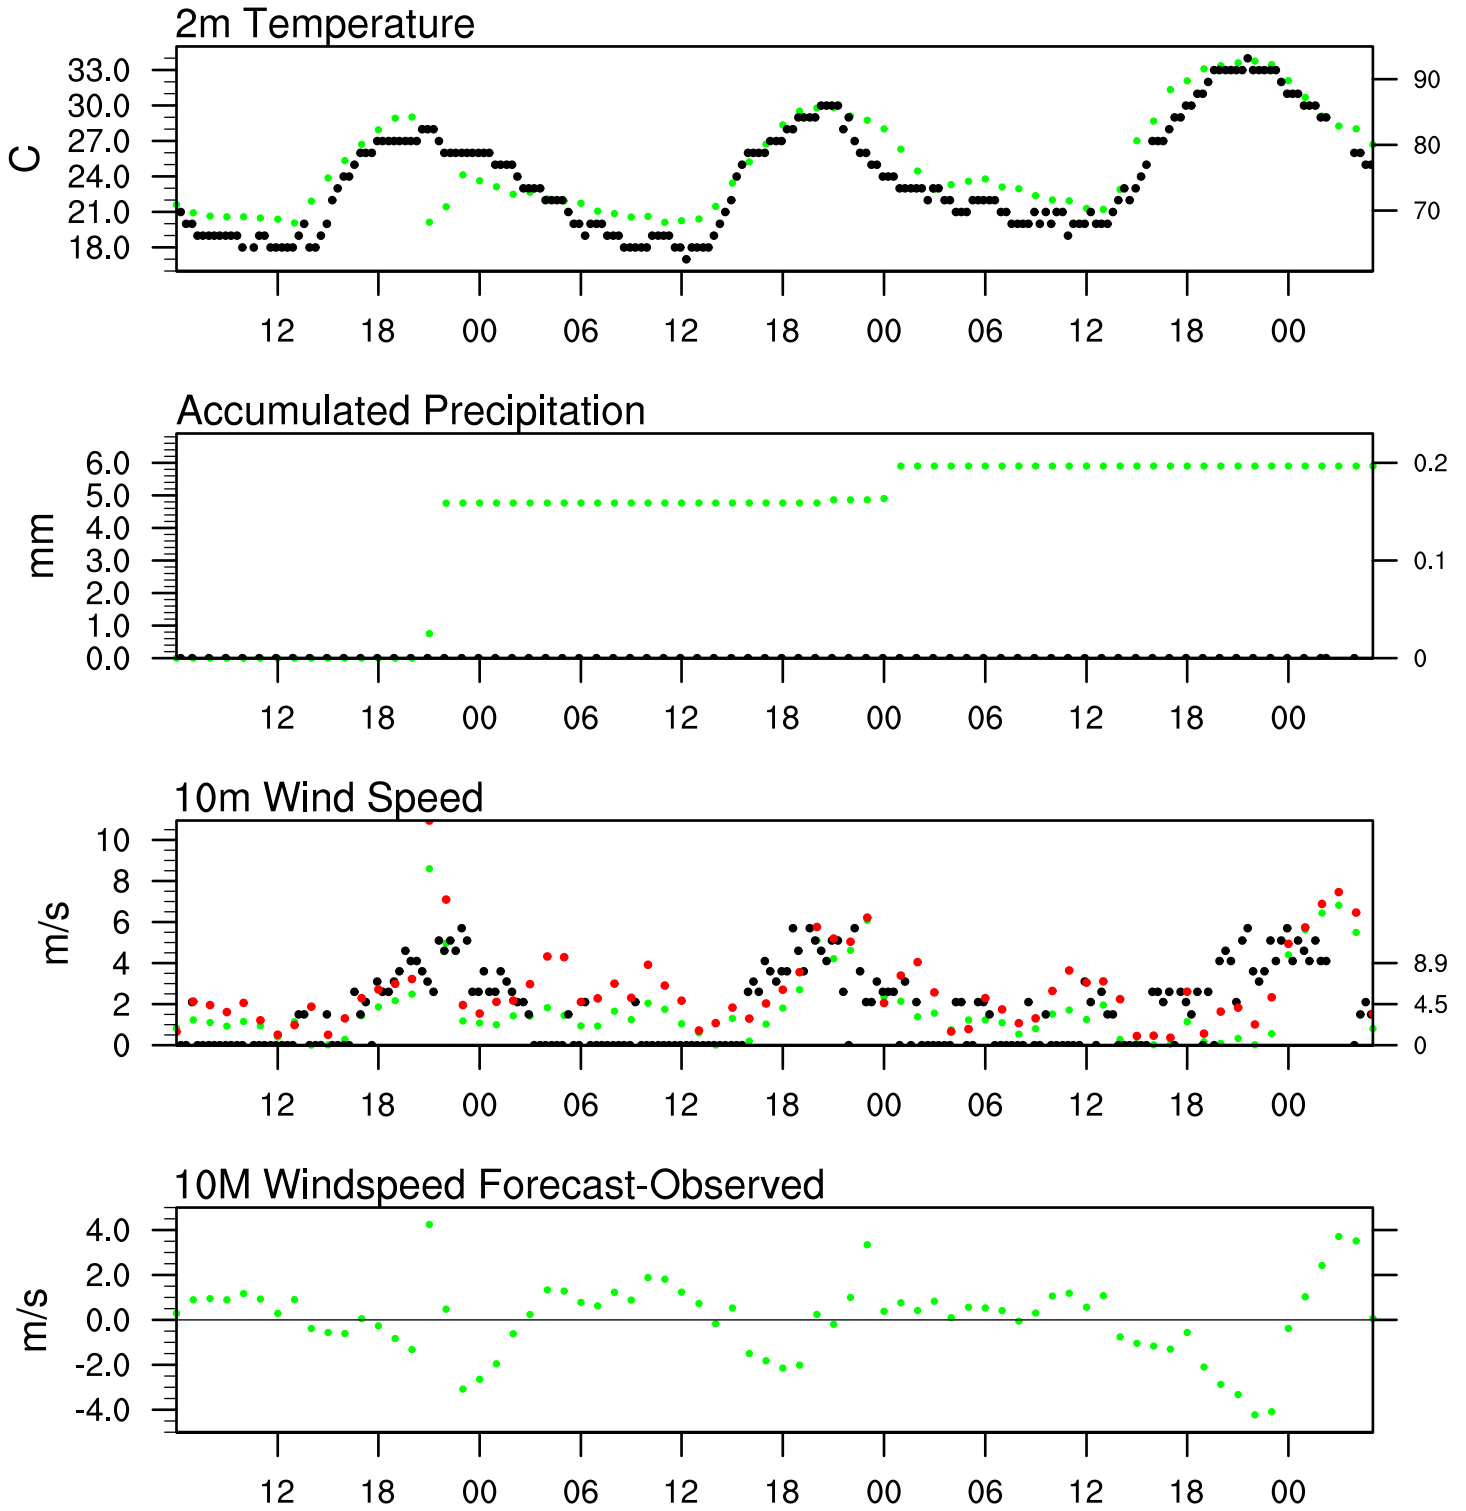 2m Temperature
33.0
30.0
27.0
24.0
21.0
18.0
C
90
80
70
12 18 00 06 12 18 00 06 12 18 00
Accumulated Precipitation
6.0
5.0
4.0
3.0
2.0
1.0
0.0
mm
0.2
0.1
0
12 18 00 06 12 18 00 06 12 18 00
10m Wind Speed
10
8
6
4
2
0
m/s
8.9
4.5
0
12 18 00 06 12 18 00 06 12 18 00
10M Windspeed Forecast-Observed
4.0
2.0
0.0
-2.0
-4.0
m/s
12 18 00 06 12 18 00 06 12 18 00